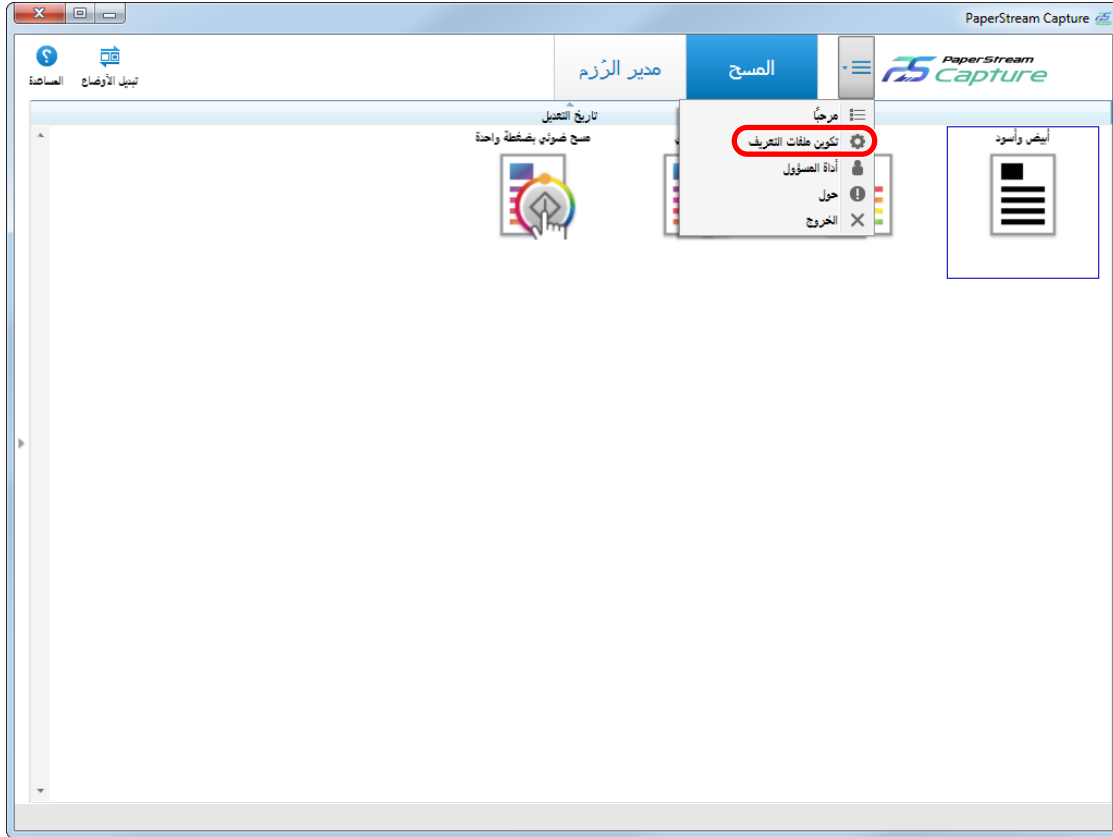 PaperStream Capture
PaperStream
Capture
المسح
مدير الرُزم
تبديل الأوضاع
المساعدة
تاريخ التعديل
مرحبًا
تكوين ملفات التعريف
أداة المسؤول
حول
الخروج
أبيض وأسود
مسح ضوئي بضغطة واحدة